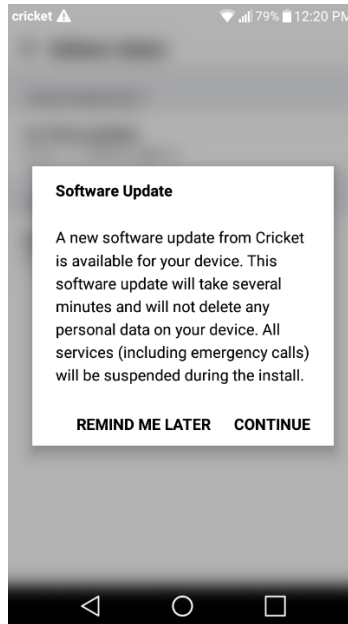 cricket 79% 12:20 PM
Software Update
A new software update from Cricket
is available for your device. This
software update will take several
minutes and will not delete any
personal data on your device. All
services (including emergency calls)
will be suspended during the install.
REMIND ME LATER CONTINUE